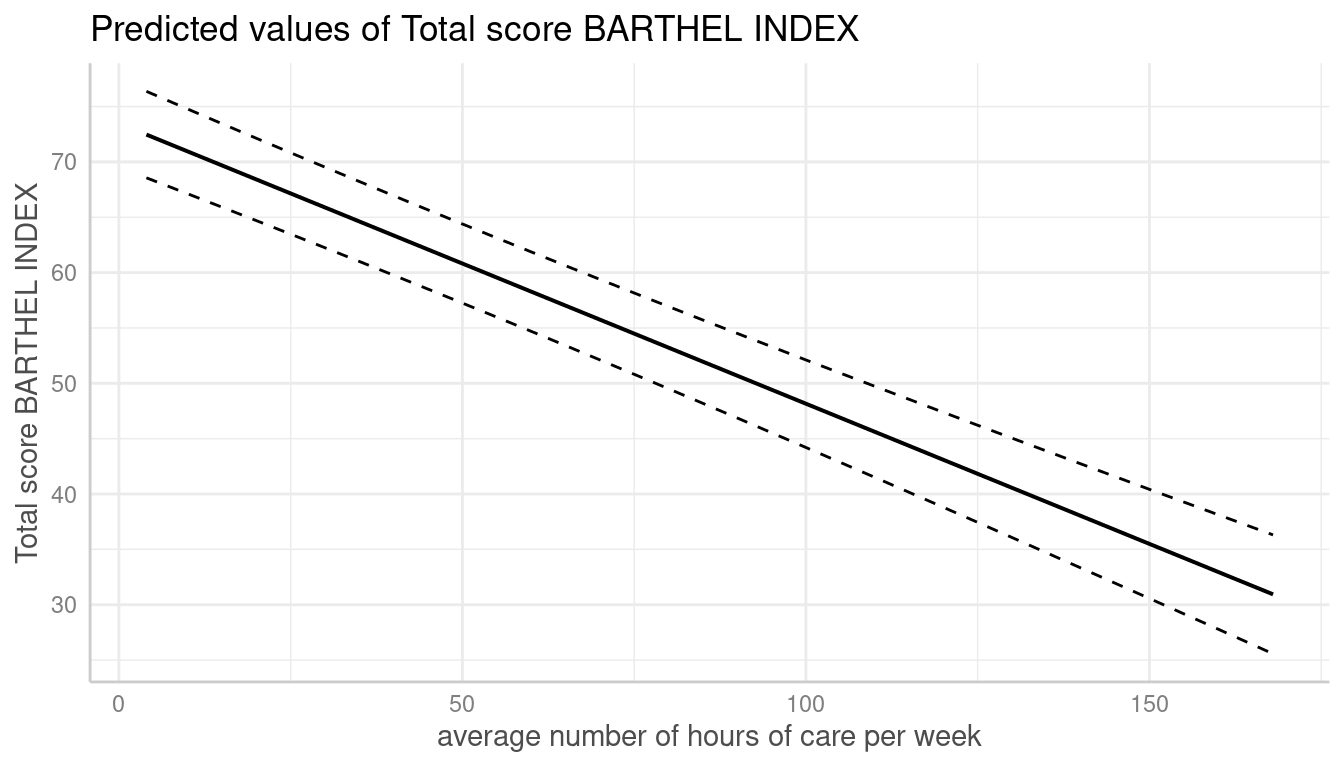 Predicted values of Total score BARTHEL INDEX
Total score BARTHEL INDEX
70
60
50
40
30
0 50 100 150
average number of hours of care per week